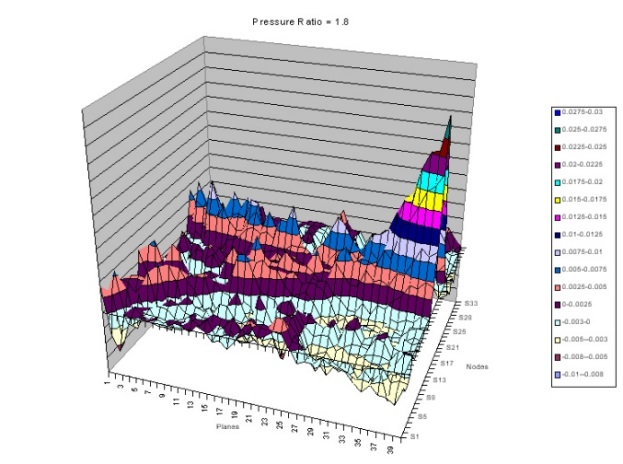 Pressure Ratio = 1.8
0.0275-0.03
0.025-0.0275
0.0225-0.025
0.02-0.0225
0.0175-0.02
0.015-0.0175
0.0125-0.015
0.01-0.0125
0.0075-0.01
0.005-0.0075
0.0025-0.005
0-0.0025
-0.003-0
-0.005--0.003
-0.008--0.005
-0.01--0.008
S33
S28
S25
S21
S17
S13
S9
S5
S1
Nodes
1 3 5 7 9 11 13 15 17 19 21 23 25 27 29 31 33 35 37 39
Planes